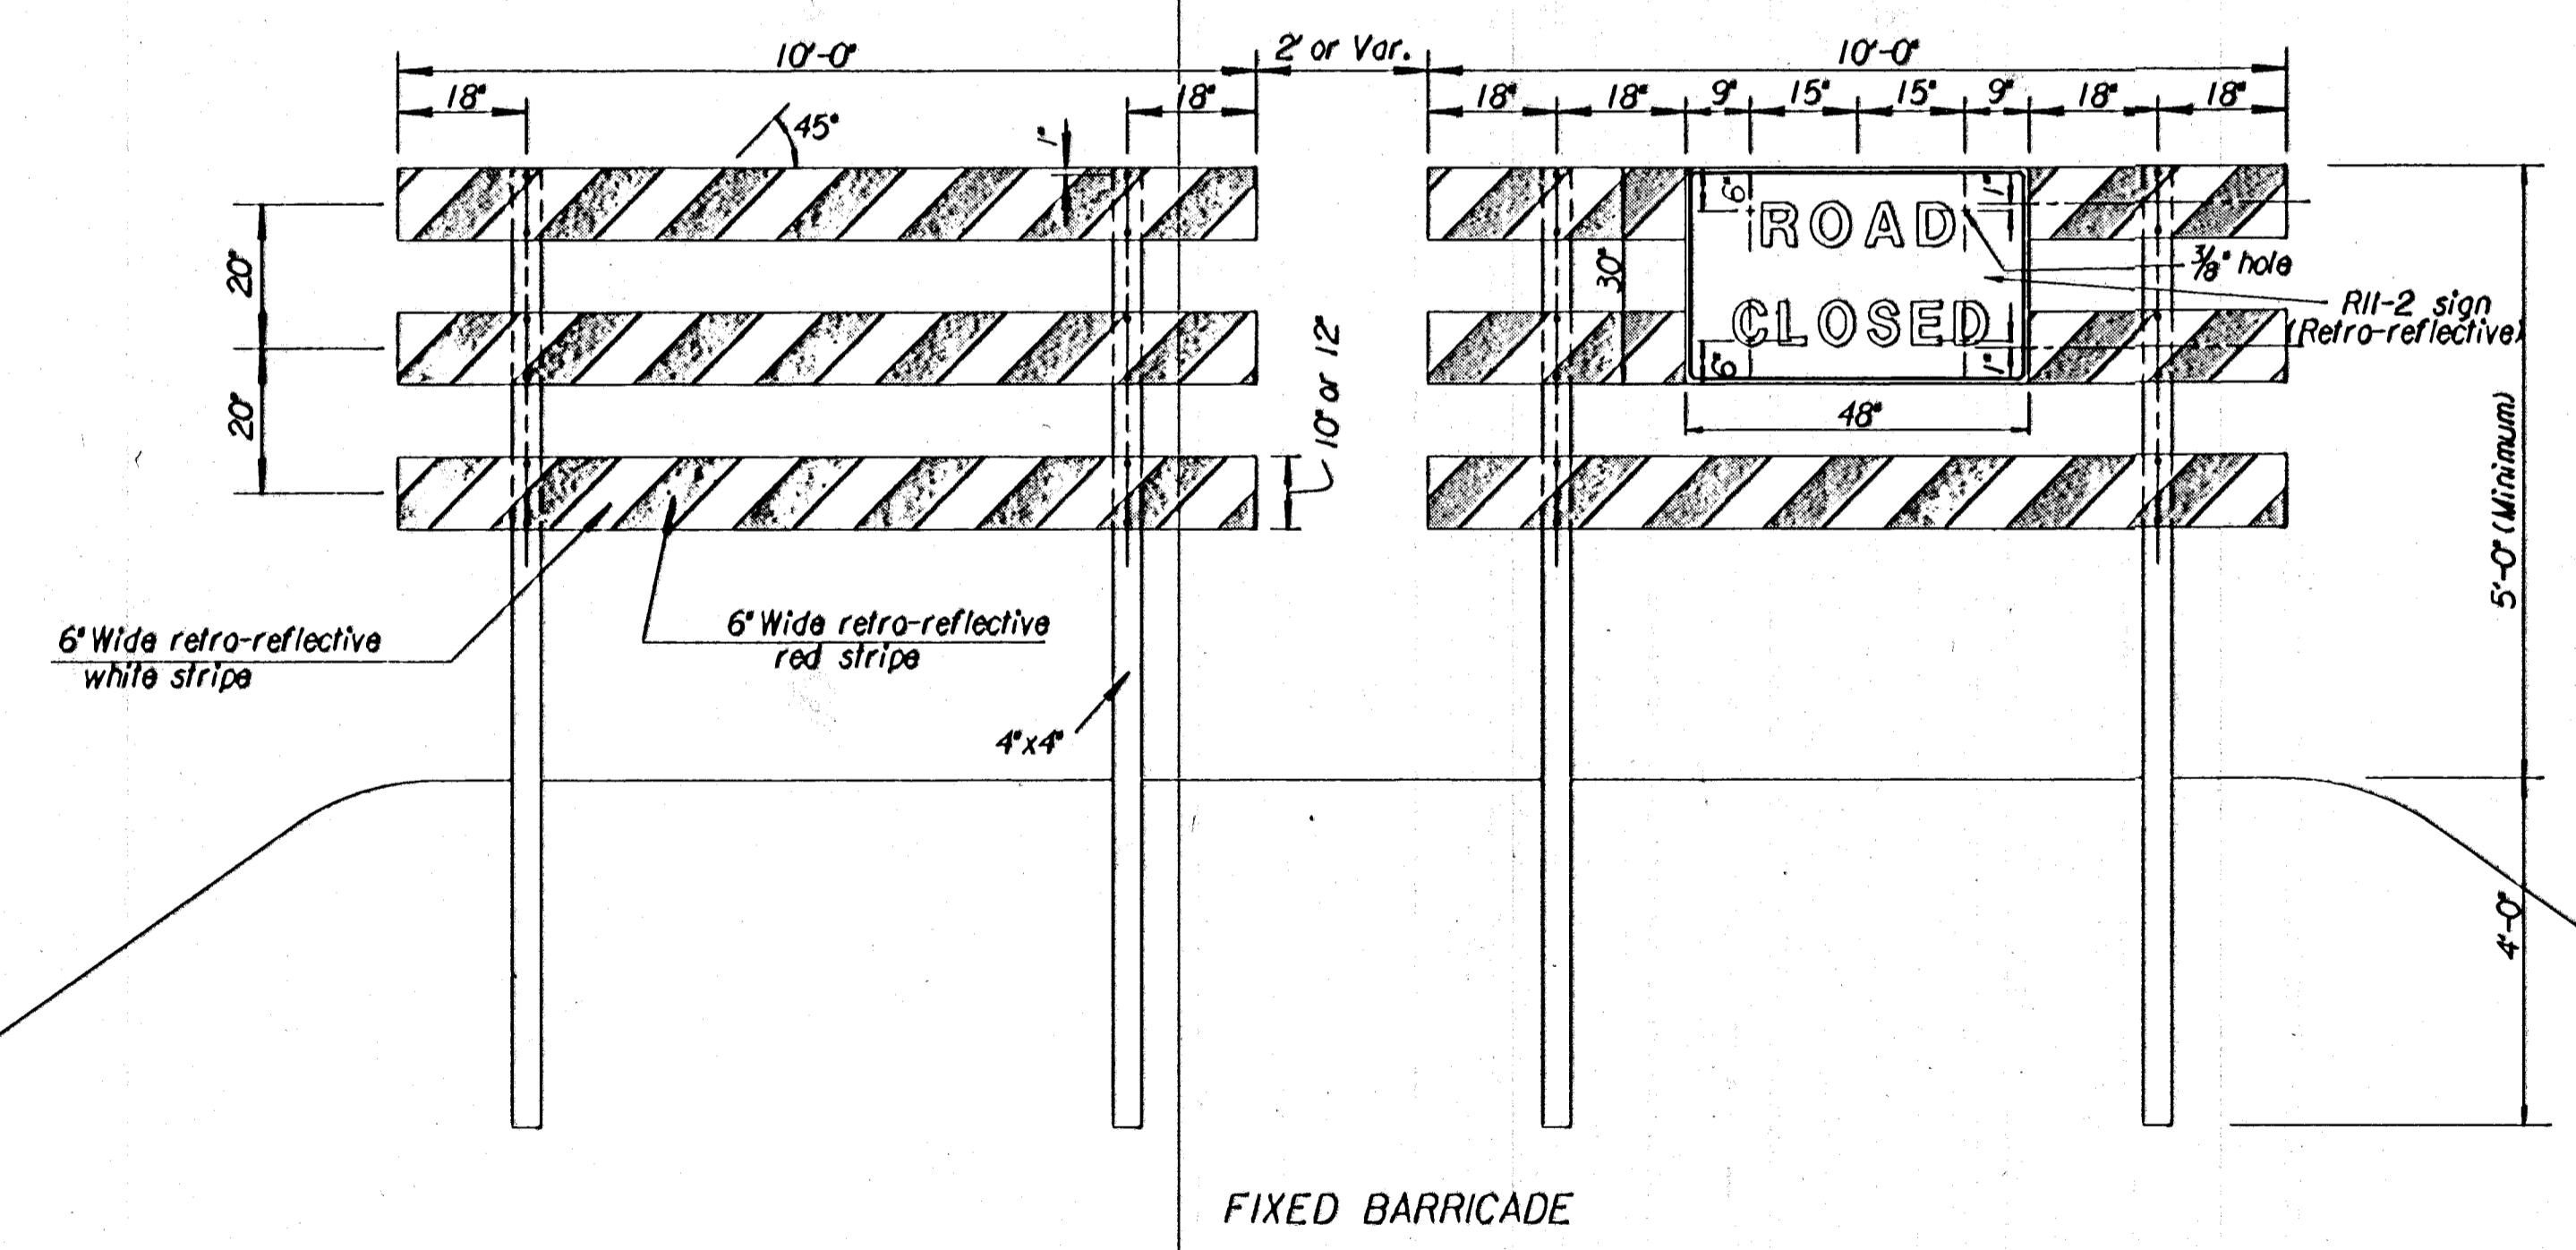 10'-0"
2' or Var.
10'-0"
18"
18"
18"
18"
9"
15"
15"
9"
18"
18"
45°
1"
6"
1"
ROAD
20"
30"
3/8" hole
R11-2 sign
(Retro-reflective)
CLOSED
6"
1"
10" or 12"
20"
48"
5'-0" (Minimum)
6" Wide retro-reflective
white stripe
6" Wide retro-reflective
red stripe
4"x4"
4'-0"
FIXED BARRICADE